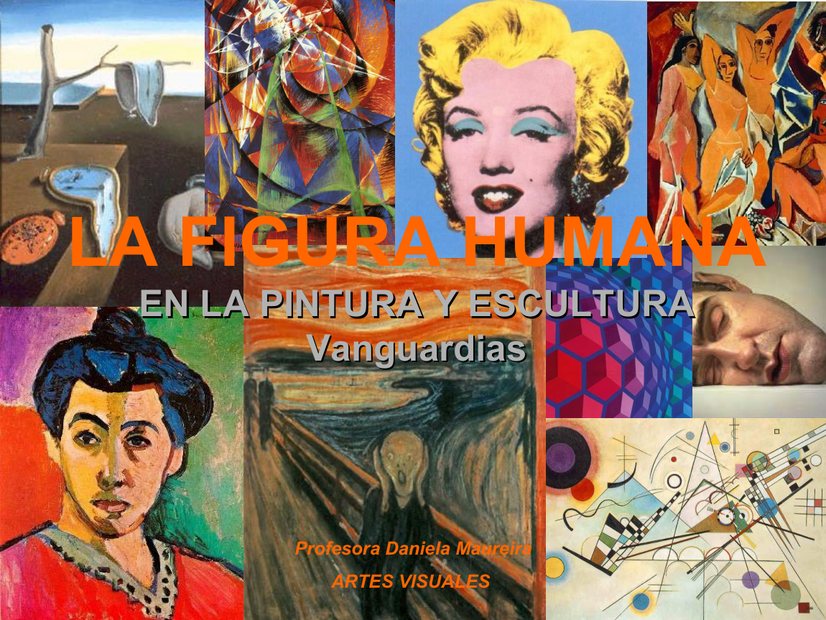 LA FIGURA HUMANA
EN LA PINTURA Y ESCULTURA
Vanguardias
Profesora Daniela Maureira
ARTES VISUALES